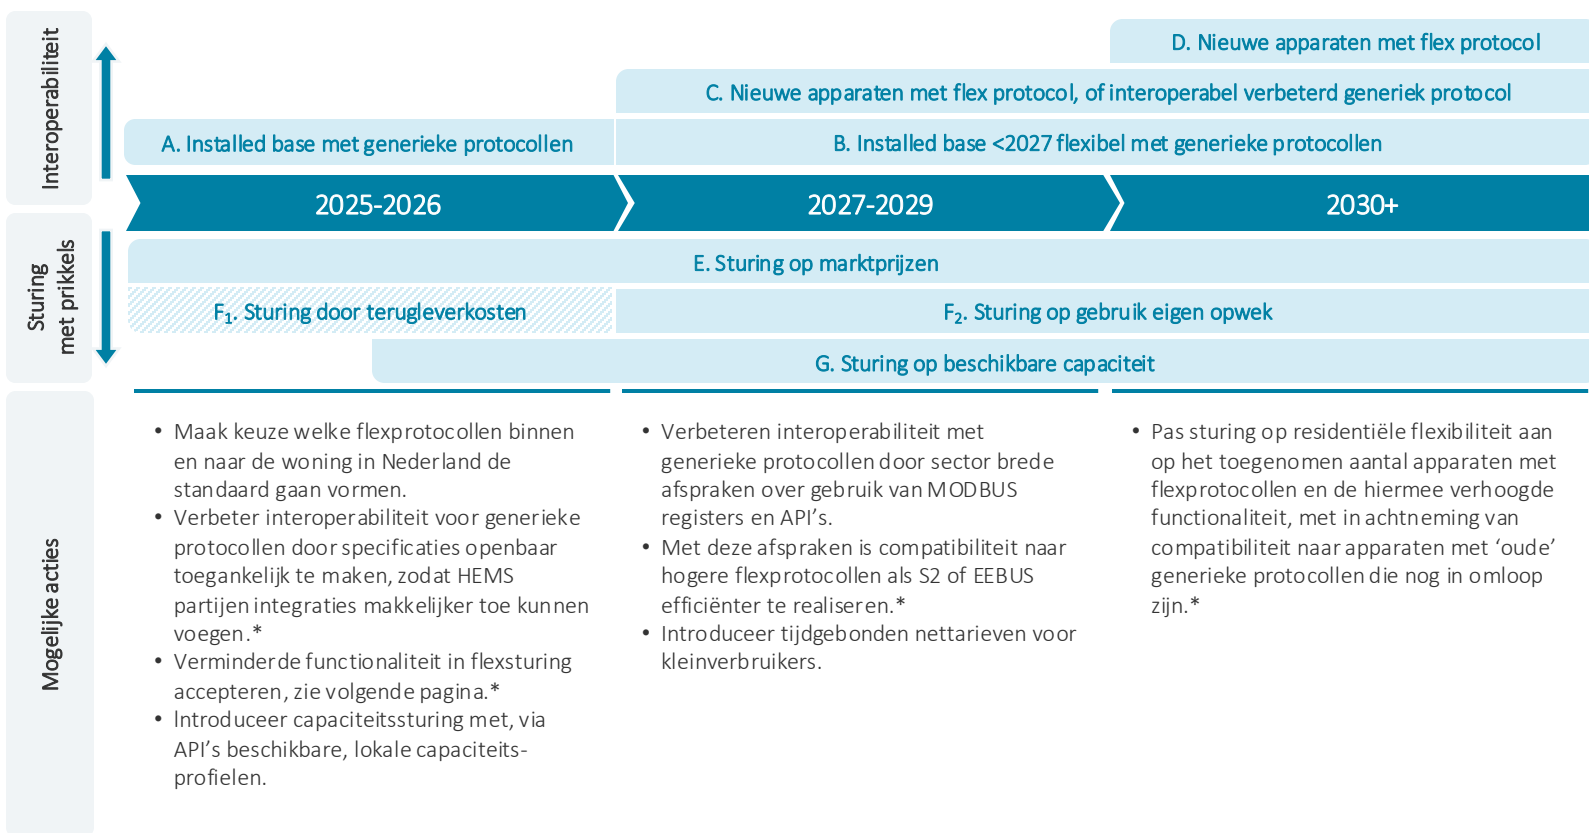 Interoperabiliteit
D. Nieuwe apparaten met flex protocol
C. Nieuwe apparaten met flex protocol, of interoperabel verbeterd generiek protocol
A. Installed base met generieke protocollen
B. Installed base <2027 flexibel met generieke protocollen
2025-2026
2027-2029
2030+
Sturing
met prikkels
E. Sturing op marktprijzen
F₁. Sturing door terugleverkosten
F₂. Sturing op gebruik eigen opwek
G. Sturing op beschikbare capaciteit
Mogelijke acties
• Maak keuze welke flexprotocollen binnen
en naar de woning in Nederland de
standaard gaan vormen.
• Verbeter interoperabiliteit voor generieke
protocollen door specificaties openbaar
toegankelijk te maken, zodat HEMS
partijen integraties makkelijker toe kunnen
voegen.*
• Verminderde functionaliteit in flexsturing
accepteren, zie volgende pagina.*
• Introduceer capaciteitssturing met, via
API’s beschikbare, lokale capaciteits-
profielen.
• Verbeteren interoperabiliteit met
generieke protocollen door sector brede
afspraken over gebruik van MODBUS
registers en API’s.
• Met deze afspraken is compatibiliteit naar
hogere flexprotocollen als S2 of EEBUS
efficiënter te realiseren.*
• Introduceer tijdgebonden nettarieven voor
kleinverbruikers.
• Pas sturing op residentiële flexibiliteit aan
op het toegenomen aantal apparaten met
flexprotocollen en de hiermee verhoogde
functionaliteit, met in achtneming van
compatibiliteit naar apparaten met ‘oude’
generieke protocollen die nog in omloop
zijn.*